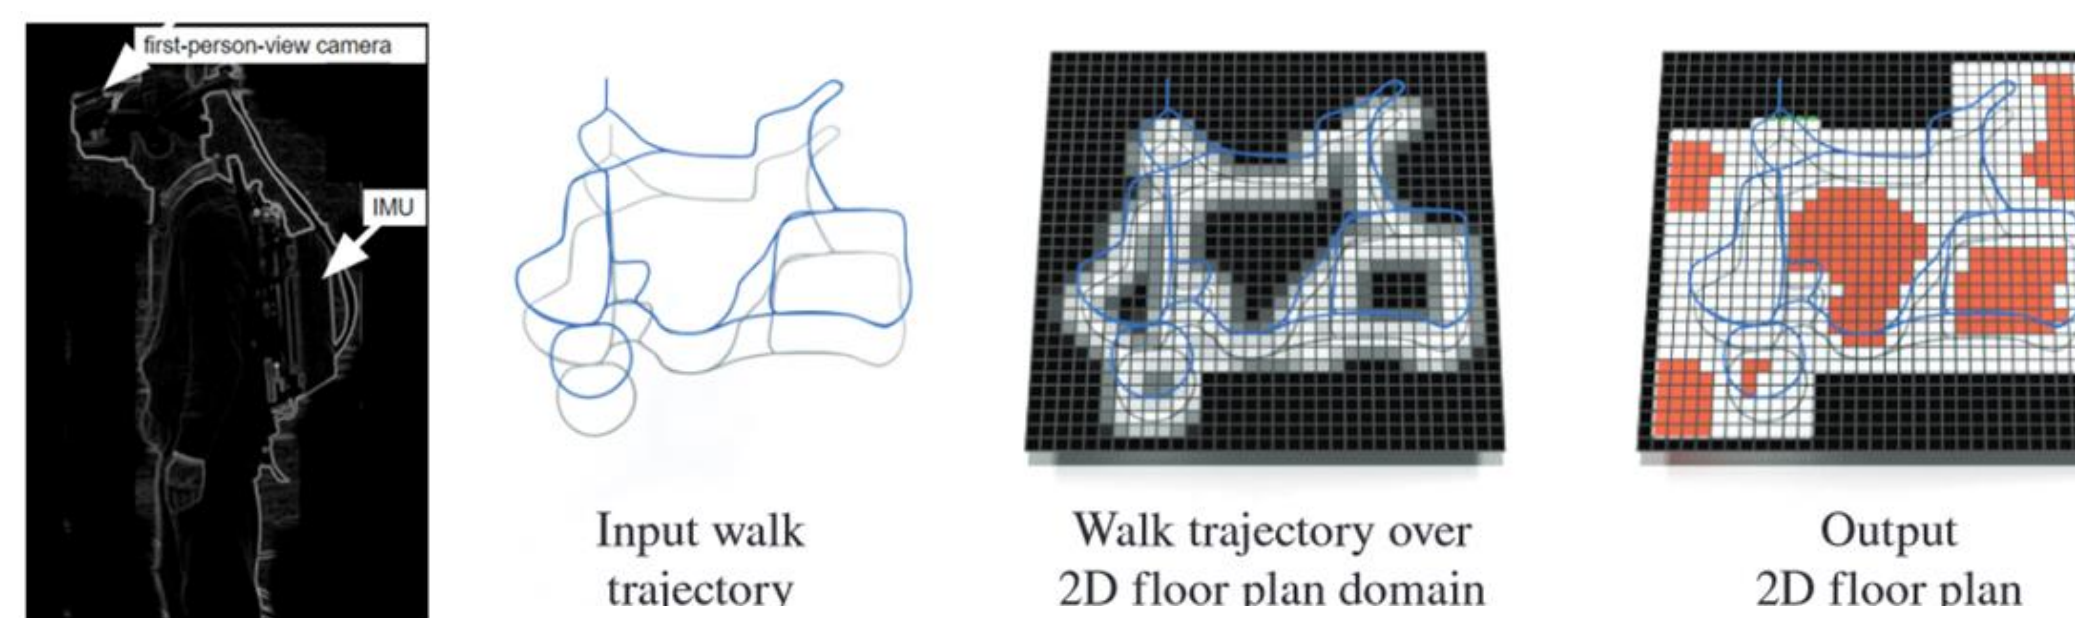 first-person-view camera
IMU
Input walk
trajectory
Walk trajectory over
2D floor plan domain
Output
2D floor plan